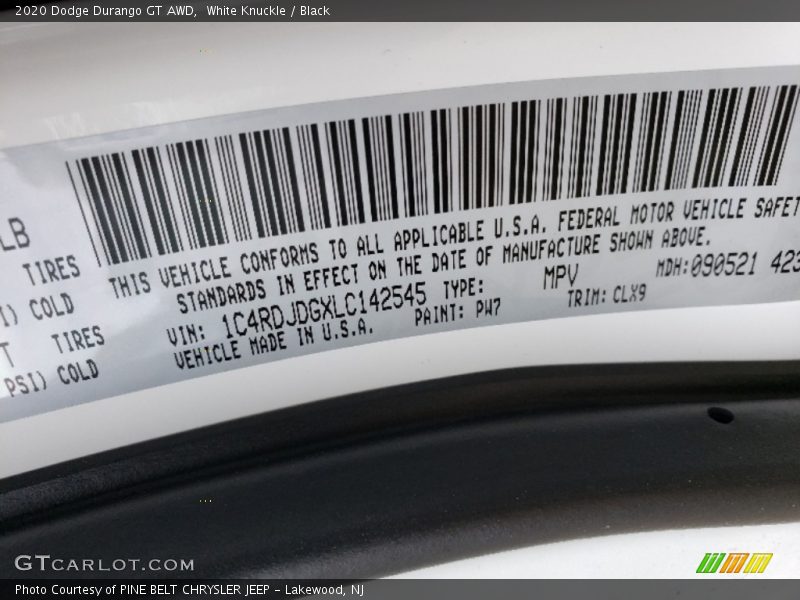 2020 Dodge Durango GT AWD,  White Knuckle / Black
LB
TIRES
I) COLD
T TIRES
PSI) COLD
THIS VEHICLE CONFORMS TO ALL APPLICABLE U.S.A. FEDERAL MOTOR VEHICLE SAFET
STANDARDS IN EFFECT ON THE DATE OF MANUFACTURE SHOWN ABOVE.
VIN: 1C4RDJDGXLC142545 TYPE: MPV MDH:090521 423
VEHICLE MADE IN U.S.A. PAINT: PW7 TRIM: CLX9
GTCARLOT.COM
Photo Courtesy of PINE BELT CHRYSLER JEEP - Lakewood, NJ